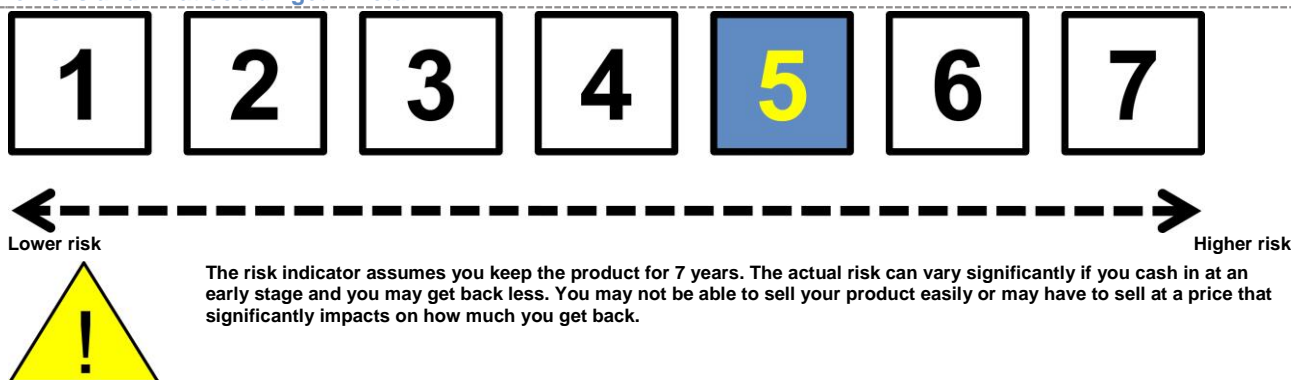 1 2 3 4 5 6 7
Lower risk Higher risk
The risk indicator assumes you keep the product for 7 years. The actual risk can vary significantly if you cash in at an
early stage and you may get back less. You may not be able to sell your product easily or may have to sell at a price that
significantly impacts on how much you get back.
!